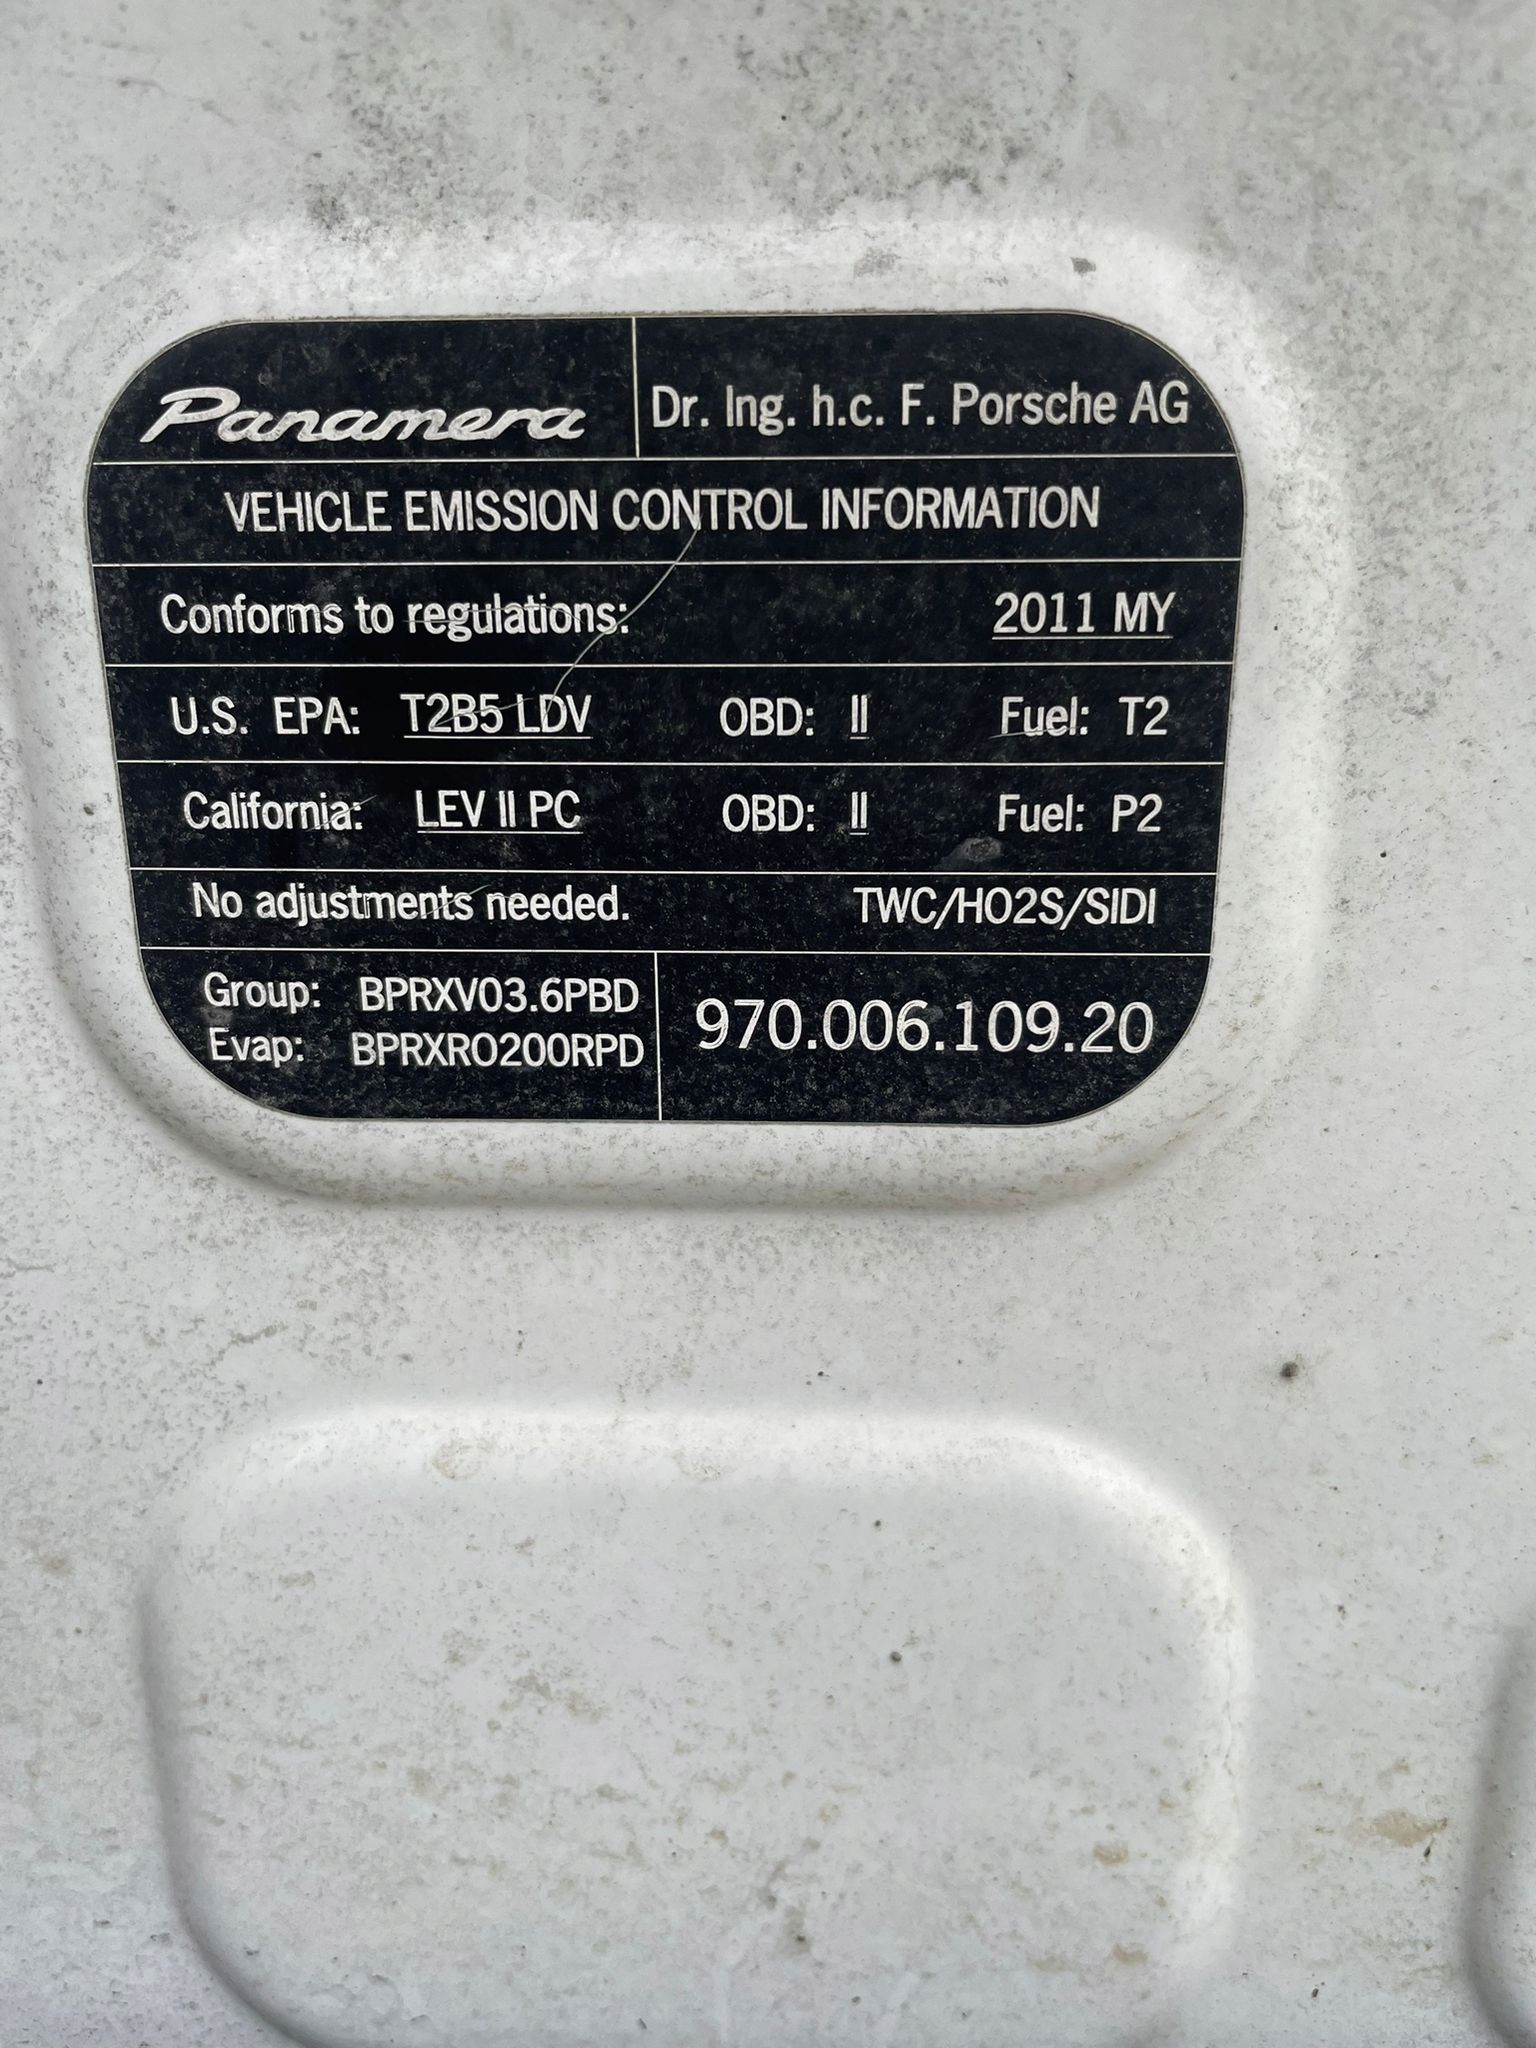 Panamera Dr. Ing. h.c. F. Porsche AG
VEHICLE EMISSION CONTROL INFORMATION
Conforms to regulations: 2011 MY
U.S. EPA: T2B5 LDV OBD: II Fuel: T2
California: LEV II PC OBD: II Fuel: P2
No adjustments needed. TWC/HO2S/SIDI
Group: BPRXV03.6PBD
Evap: BPRXR0200RPD
970.006.109.20